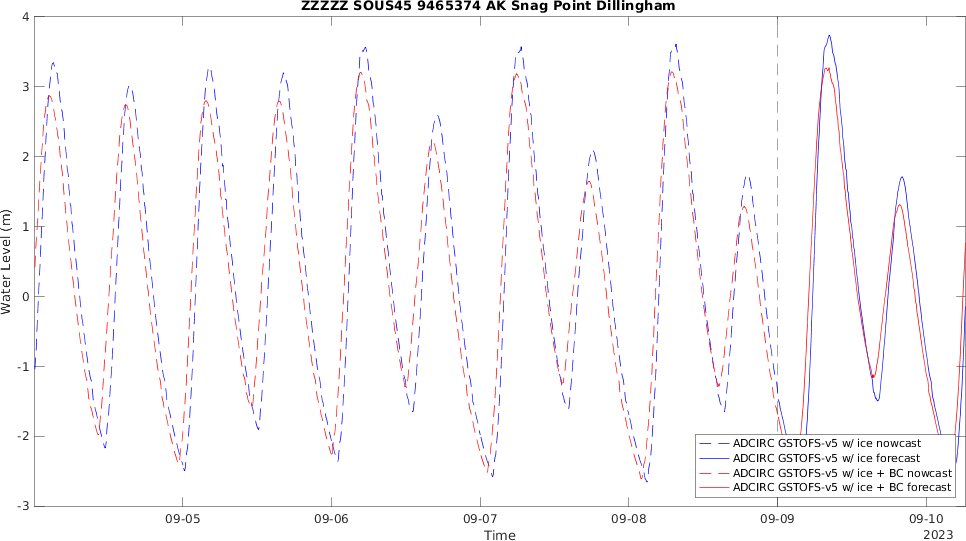 ZZZZZ SOUS45 9465374 AK Snag Point Dillingham
4
3
2
1
0
-1
-2
-3
Water Level (m)
09-05
09-06
09-07
09-08
09-09
09-10
Time
2023
ADCIRC GSTOFS-v5 w/ ice nowcast
ADCIRC GSTOFS-v5 w/ ice forecast
ADCIRC GSTOFS-v5 w/ ice + BC nowcast
ADCIRC GSTOFS-v5 w/ ice + BC forecast